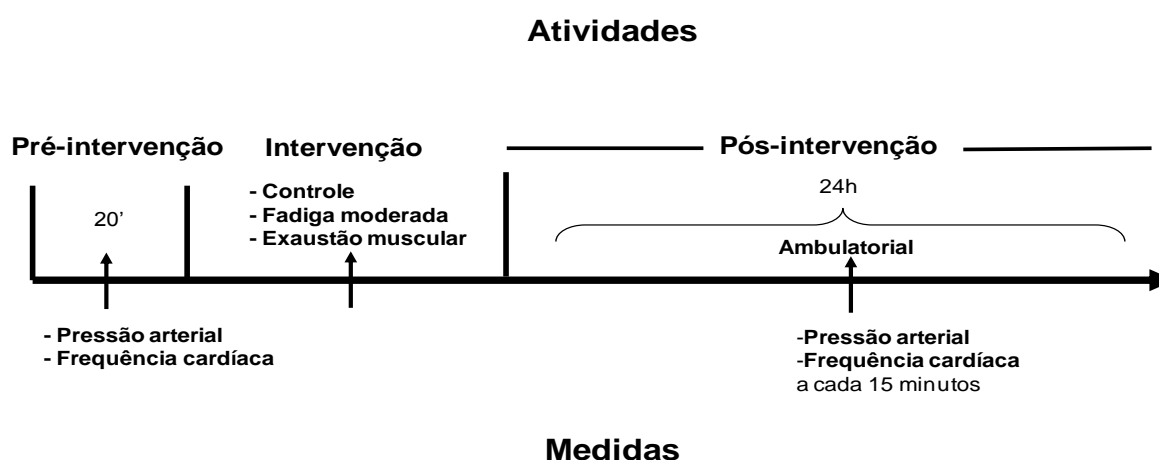 Atividades
Pré-intervenção
Intervenção
Pós-intervenção
- Controle
- Fadiga moderada
- Exaustão muscular
20'
24h
Ambulatorial
- Pressão arterial
- Frequência cardíaca
-Pressão arterial
-Frequência cardíaca
a cada 15 minutos
Medidas